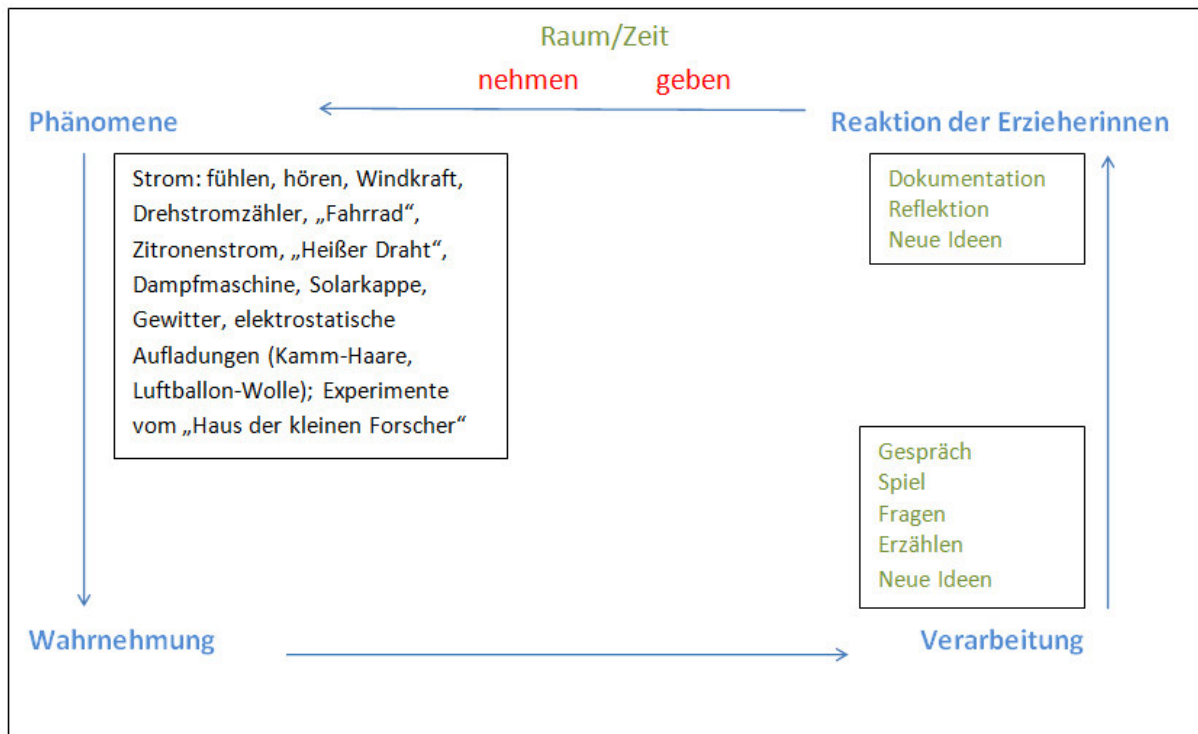 Raum/Zeit
nehmen geben
Phänomene
Reaktion der Erzieherinnen
Strom: fühlen, hören, Windkraft,
Drehstromzähler, „Fahrrad“,
Zitronenstrom, „Heißer Draht“,
Dampfmaschine, Solarkappe,
Gewitter, elektrostatische
Aufladungen (Kamm-Haare,
Luftballon-Wolle); Experimente
vom „Haus der kleinen Forscher“
Dokumentation
Reflektion
Neue Ideen
Gespräch
Spiel
Fragen
Erzählen
Neue Ideen
Wahrnehmung
Verarbeitung